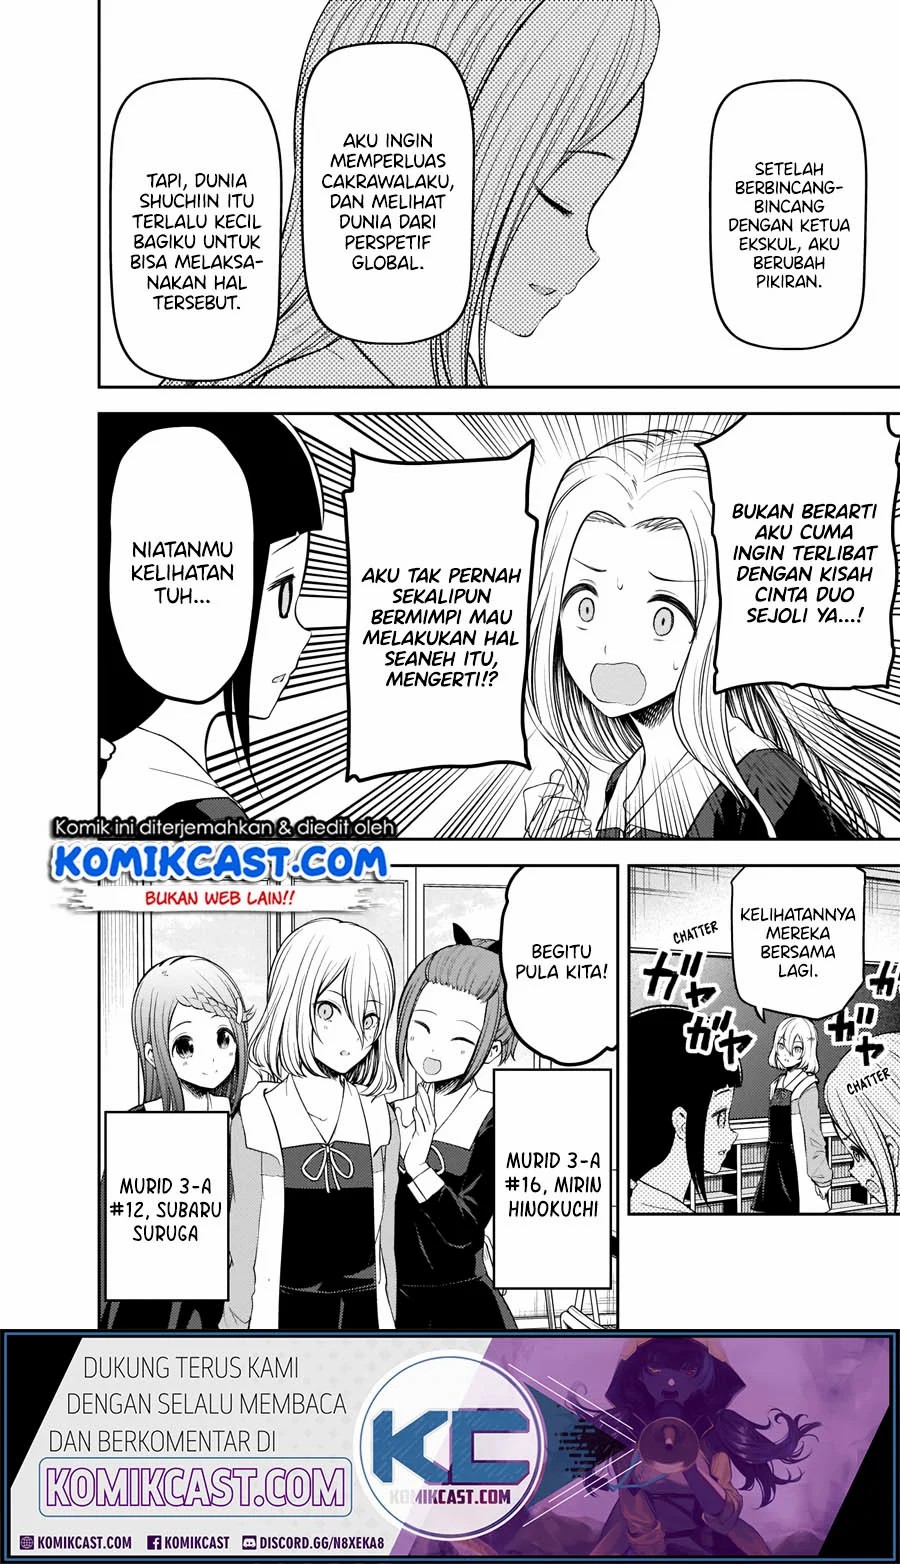 SETELAH
BERBINCANG-
BINCANG
DENGAN KETUA
EKSKUL, AKU
BERUBAH
PIKIRAN.
AKU INGIN
MEMPERLUAS
CAKRAWALAKU,
DAN MELIHAT
DUNIA DARI
PERSPETIF
GLOBAL.
TAPI, DUNIA
SHUCHIIN ITU
TERLALU KECIL
BAGIKU UNTUK
BISA MELAKSA-
NAKAN HAL
TERSEBUT.
BUKAN BERARTI
AKU CUMA
INGIN TERLIBAT
DENGAN KISAH
CINTA DUO
SEJOLI YA...!
AKU TAK PERNAH
SEKALIPUN
BERMIMPI MAU
MELAKUKAN HAL
SEANEH ITU,
MENGERTI!?
NIATANMU
KELIHATAN
TUH...
Komik ini diterjemahkan & diedit oleh
KOMIKCAST.COM
BUKAN WEB LAIN!!
KELIHATANNYA
MEREKA
BERSAMA
LAGI.
CHATTER
ガヤ
ガヤ
ガヤ
CHATTER
BEGITU
PULA KITA!
MURID 3-A
#16, MIRIN
HINOKUCHI
MURID 3-A
#12, SUBARU
SURUGA
DUKUNG TERUS KAMI
DENGAN SELALU MEMBACA
DAN BERKOMENTAR DI
KOMIKCAST.COM
KC
KOMIKCAST.COM
KOMIKCAST.COM
KOMIKCAST
DISCORD.GG/N8XEKA8